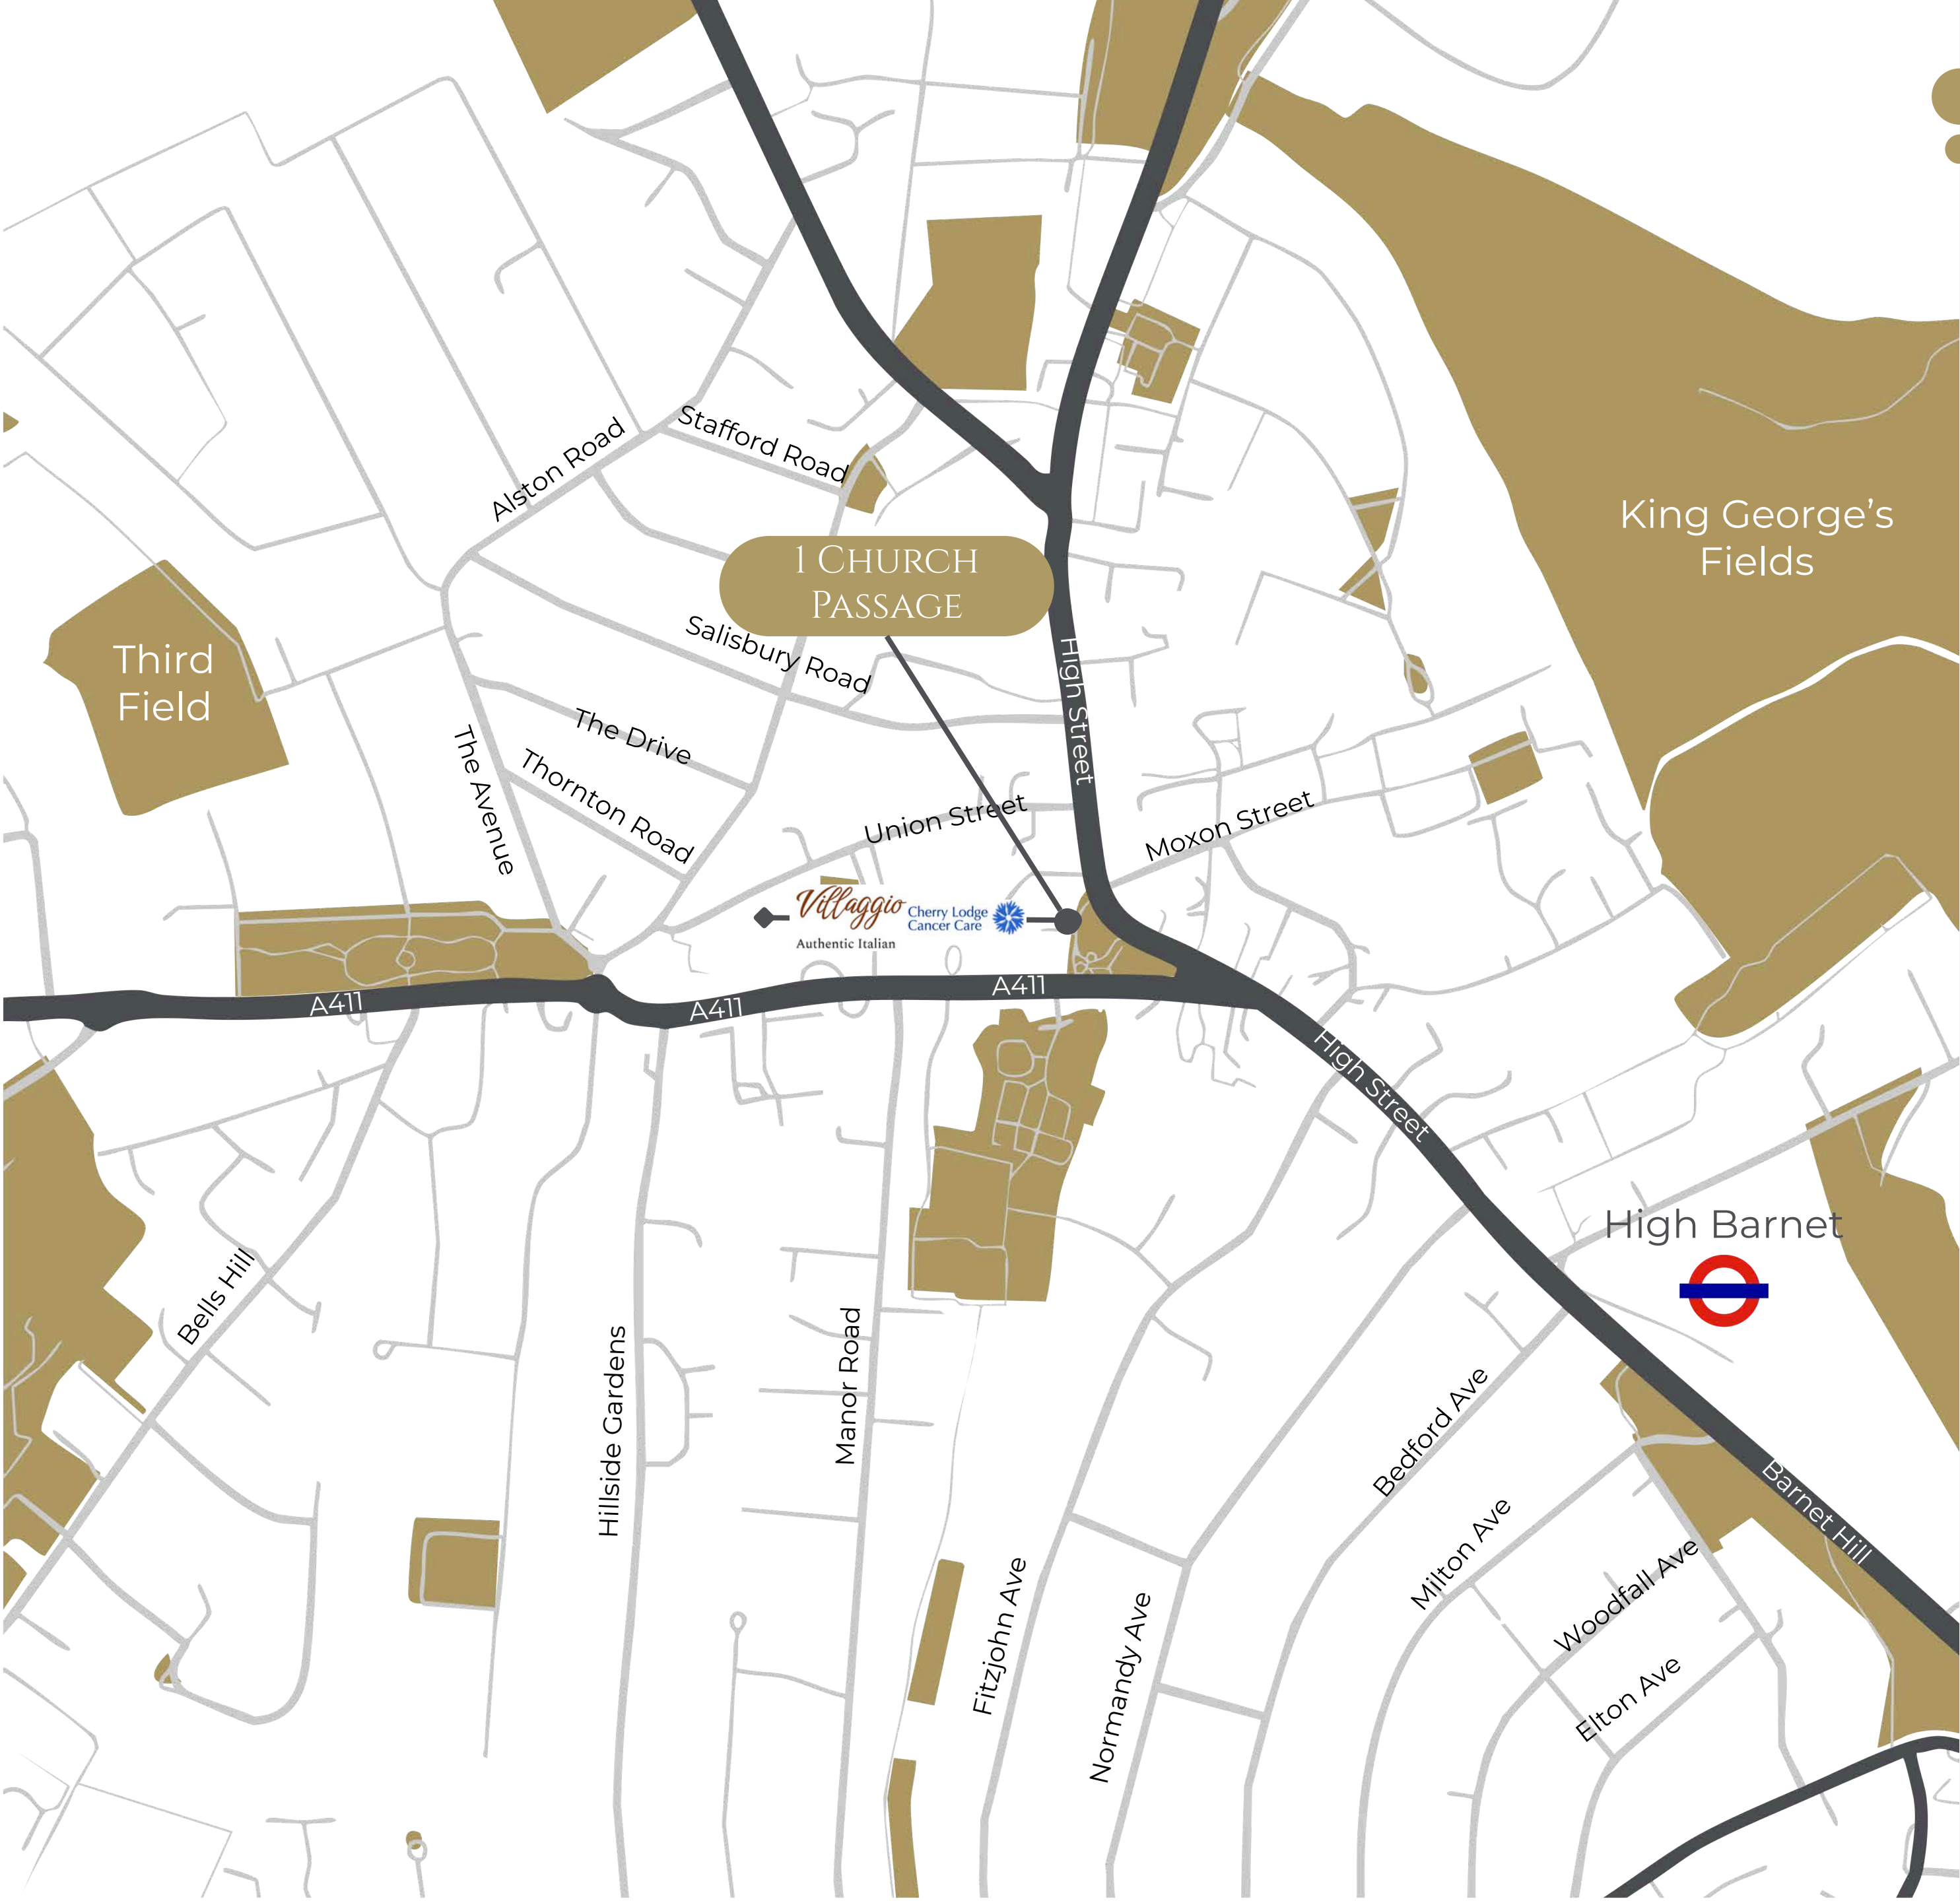 Stafford Road
Alston Road
King George's
Fields
1 Church
Passage
Third
Field
Salisbury Road
High Street
The Drive
The Avenue
Thornton Road
Union Street
Moxon Street
Villaggio
Authentic Italian
Cherry Lodge
Cancer Care
A411
A411
A411
High Street
High Barnet
Bells Hill
Hillside Gardens
Manor Road
Bedford Ave
Barnet Hill
Milton Ave
Woodfall Ave
Fitzjohn Ave
Normandy Ave
Elton Ave